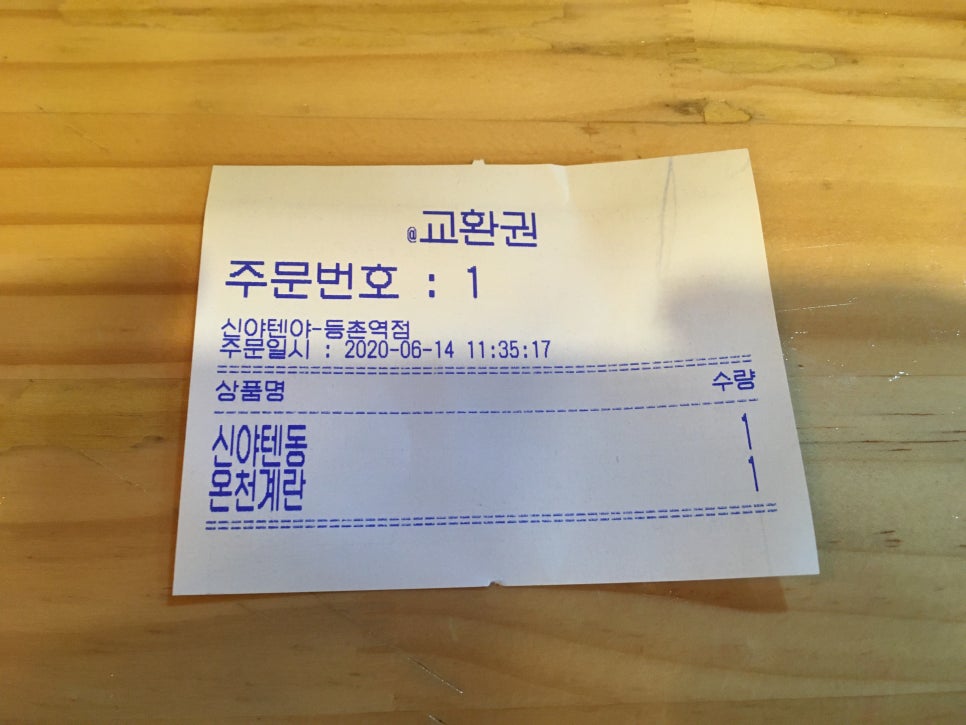 @교환권
주문번호 : 1
신야텐야-등촌역점
주문일시 : 2020-06-14 11:35:17
==================================================
상품명 수량
--------------------------------------------------
신야텐동 1
온천계란 1
==================================================